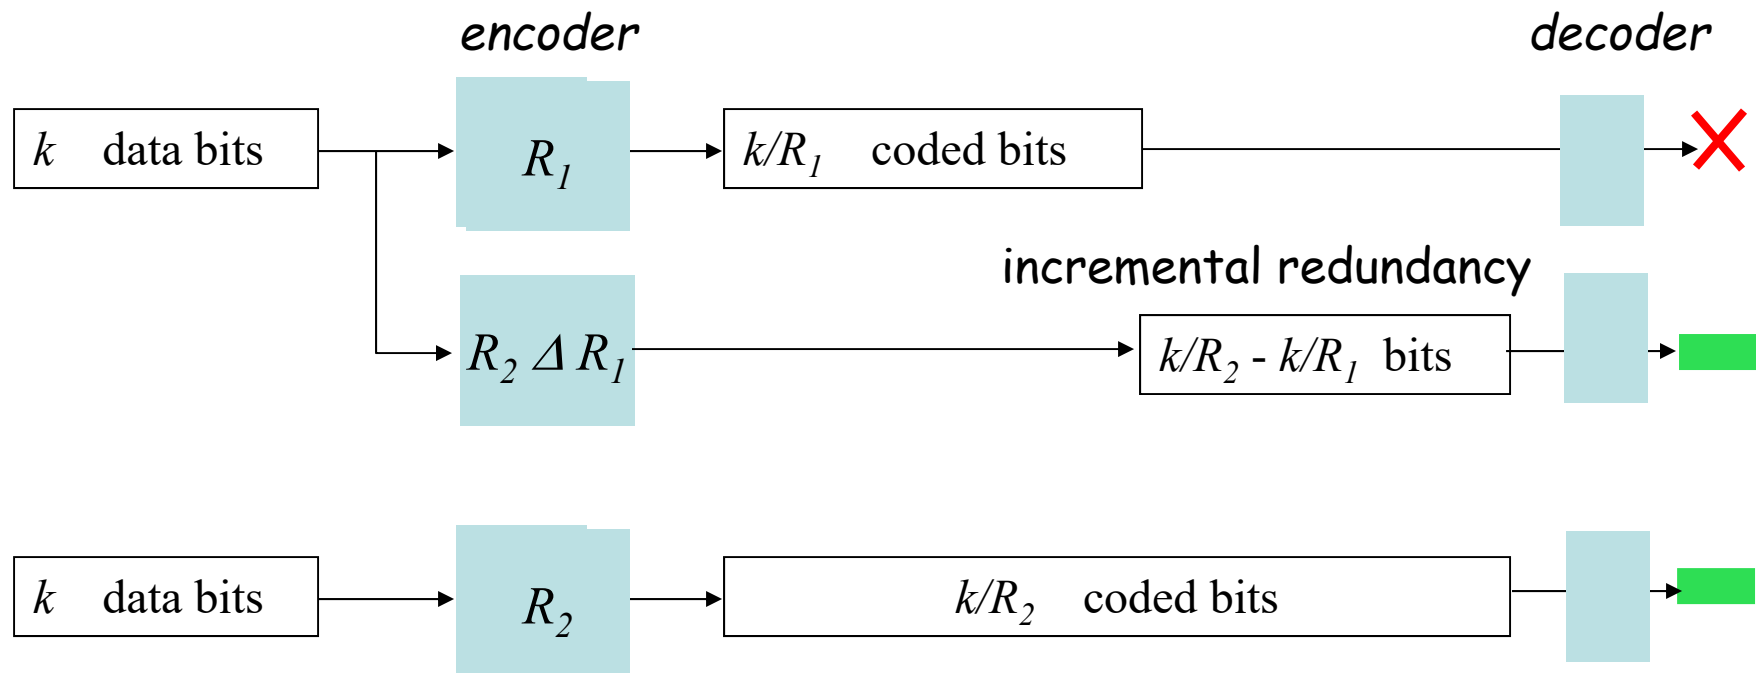 encoder
decoder
k data bits
R₁
k/R₁ coded bits
incremental redundancy
R₂ Δ R₁
k/R₂ - k/R₁ bits
k data bits
R₂
k/R₂ coded bits